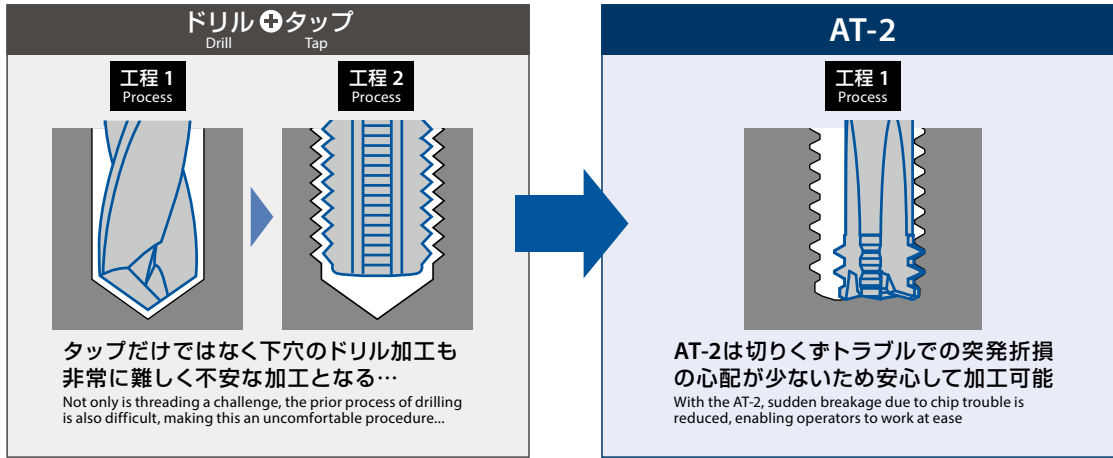 ドリル+タップ
Drill Tap
工程 1
Process
工程 2
Process
タップだけではなく下穴のドリル加工も
非常に難しく不安な加工となる…
Not only is threading a challenge, the prior process of drilling
is also difficult, making this an uncomfortable procedure...
AT-2
工程 1
Process
AT-2は切りくずトラブルでの突発折損
の心配が少ないため安心して加工可能
With the AT-2, sudden breakage due to chip trouble is
reduced, enabling operators to work at ease